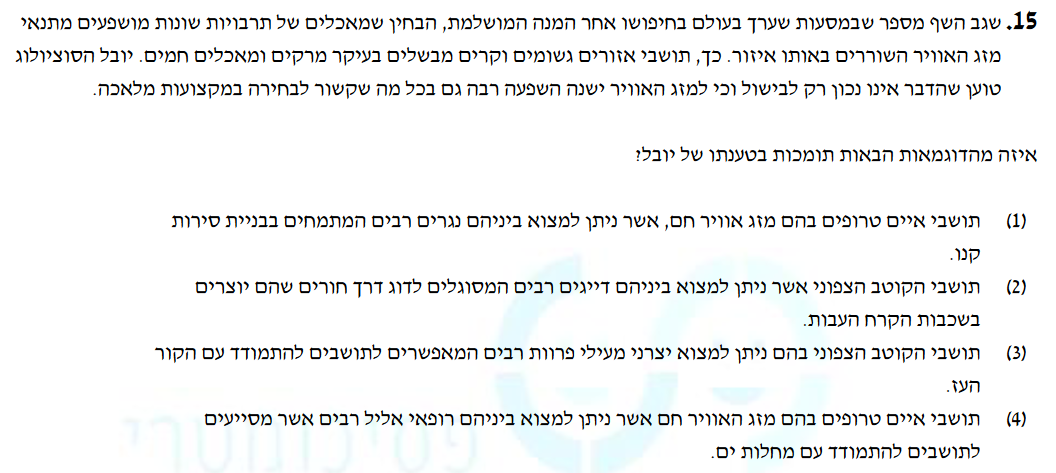 15. שגב השף מספר שבמסעות שערך בעולם בחיפושו אחר המנה המושלמת, הבחין שמאכלים של תרבויות שונות מושפעים מתנאי
מזג האוויר השוררים באותו איזור. כך, תושבי אזורים גשומים וקרים מבשלים בעיקר מרקים ומאכלים חמים. יובל הסוציולוג
טוען שהדבר אינו נכון רק לבישול וכי למזג האוויר ישנה השפעה רבה גם בכל מה שקשור לבחירה במקצועות מלאכה.
איזה מהדוגמאות הבאות תומכות בטענתו של יובל?
(1) תושבי איים טרופים בהם מזג אוויר חם, אשר ניתן למצוא ביניהם נגרים רבים המתמחים בבניית סירות
קנו.
(2) תושבי הקוטב הצפוני אשר ניתן למצוא ביניהם דייגים רבים המסוגלים לדוג דרך חורים שהם יוצרים
בשכבות הקרח העבות.
(3) תושבי הקוטב הצפוני בהם ניתן למצוא יצרני מעילי פרוות רבים המאפשרים לתושבים להתמודד עם הקור
העז.
(4) תושבי איים טרופים בהם מזג האוויר חם אשר ניתן למצוא ביניהם רופאי אליל רבים אשר מסייעים
לתושבים להתמודד עם מחלות ים.
פסיכומטרי